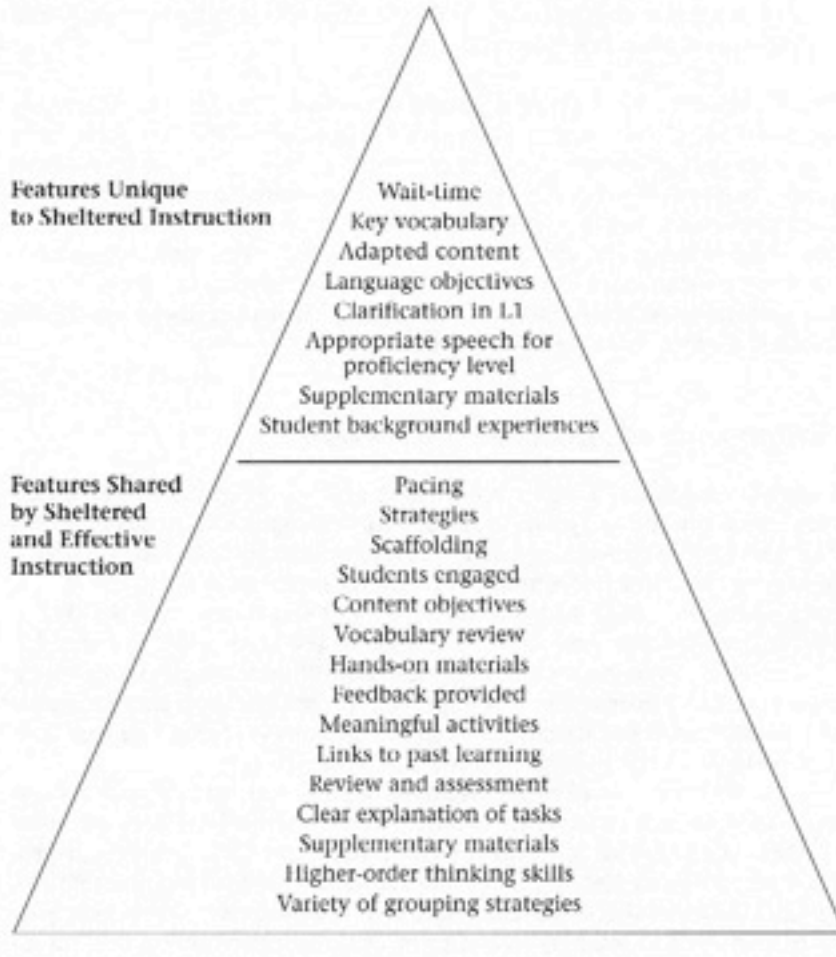 Features Unique
to Sheltered Instruction
Wait-time
Key vocabulary
Adapted content
Language objectives
Clarification in L1
Appropriate speech for
proficiency level
Supplementary materials
Student background experiences
Features Shared
by Sheltered
and Effective
Instruction
Pacing
Strategies
Scaffolding
Students engaged
Content objectives
Vocabulary review
Hands-on materials
Feedback provided
Meaningful activities
Links to past learning
Review and assessment
Clear explanation of tasks
Supplementary materials
Higher-order thinking skills
Variety of grouping strategies